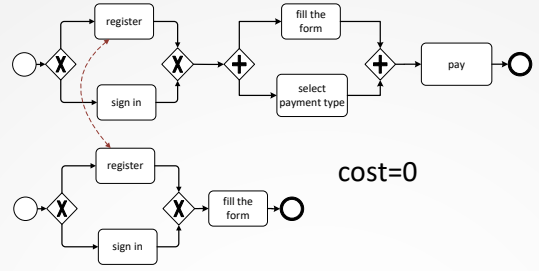 register
fill the
form
X
X
+
+
pay
sign in
select
payment type
register
cost=0
X
X
fill the
form
sign in